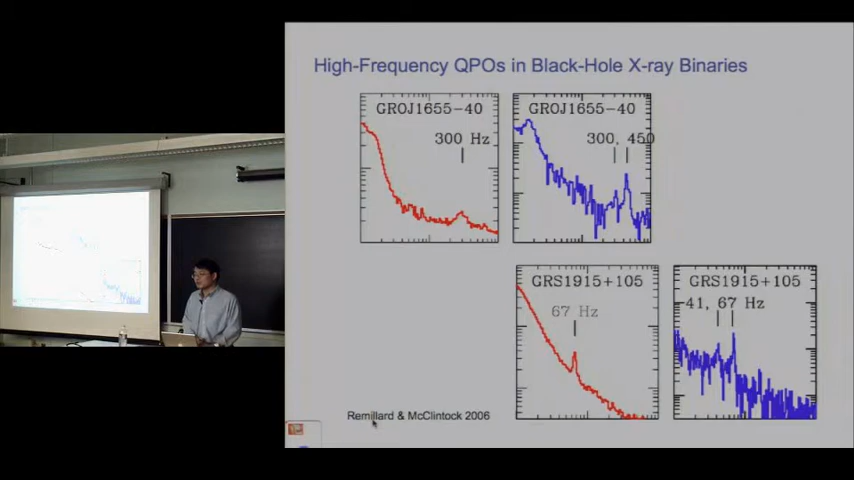 High-Frequency QPOs in Black-Hole X-ray Binaries
GROJ1655-40
300 Hz
GROJ1655-40
300, 450
GRS1915+105
67 Hz
GRS1915+105
41, 67 Hz
Remillard & McClintock 2006